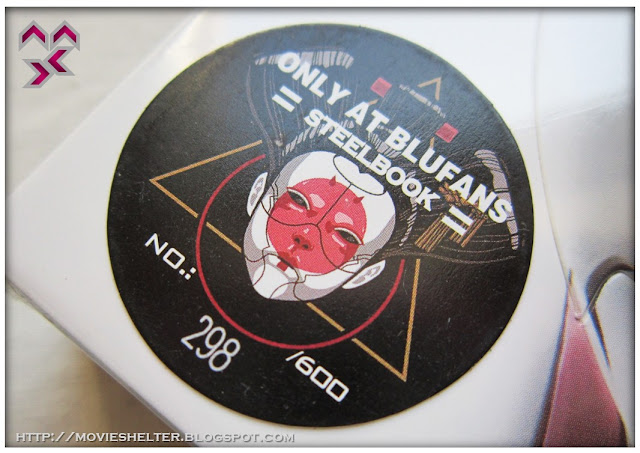 ONLY AT BLUFANS
= STEELBOOK =
NO.:
298
/600
HTTP://MOVIESHELTER.BLOGSPOT.COM